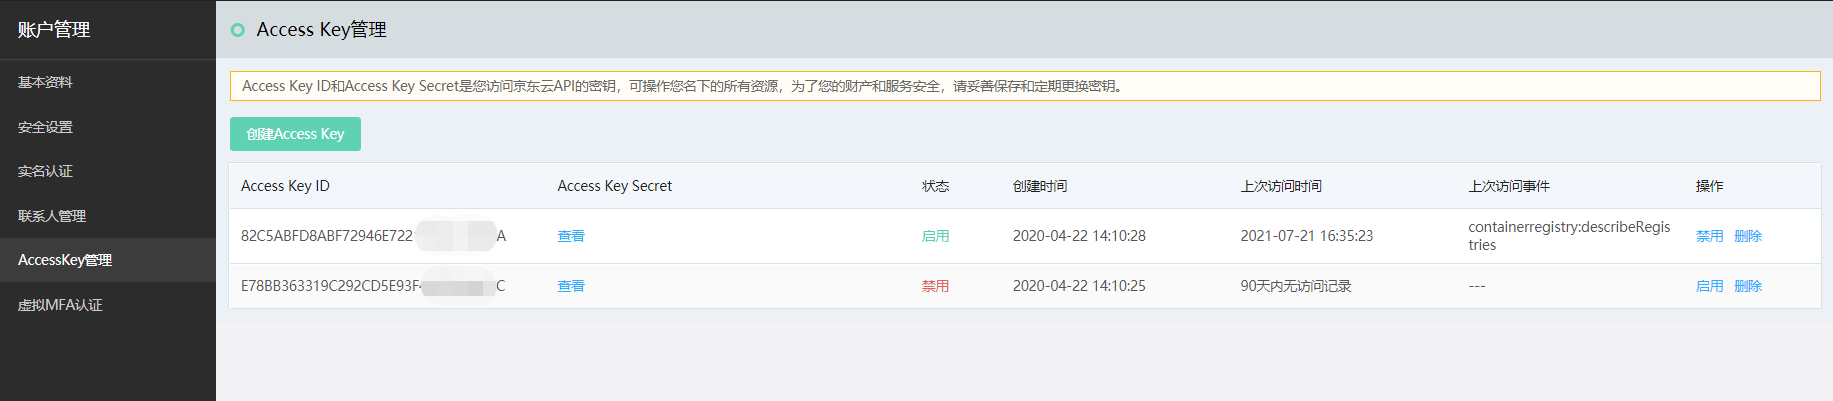 账户管理
基本资料
安全设置
实名认证
联系人管理
AccessKey管理
虚拟MFA认证
Access Key管理
Access Key ID和Access Key Secret是您访问京东云API的密钥，可操作您名下的所有资源，为了您的财产和服务安全，请妥善保存和定期更换密钥。
创建Access Key
Access Key ID Access Key Secret 状态 创建时间 上次访问时间 上次访问事件 操作
82C5ABFD8ABF72946E722 A 查看 启用 2020-04-22 14:10:28 2021-07-21 16:35:23 containerregistry:describeRegis
tries 禁用 删除
E78BB363319C292CD5E93F C 查看 禁用 2020-04-22 14:10:25 90天内无访问记录 --- 启用 删除